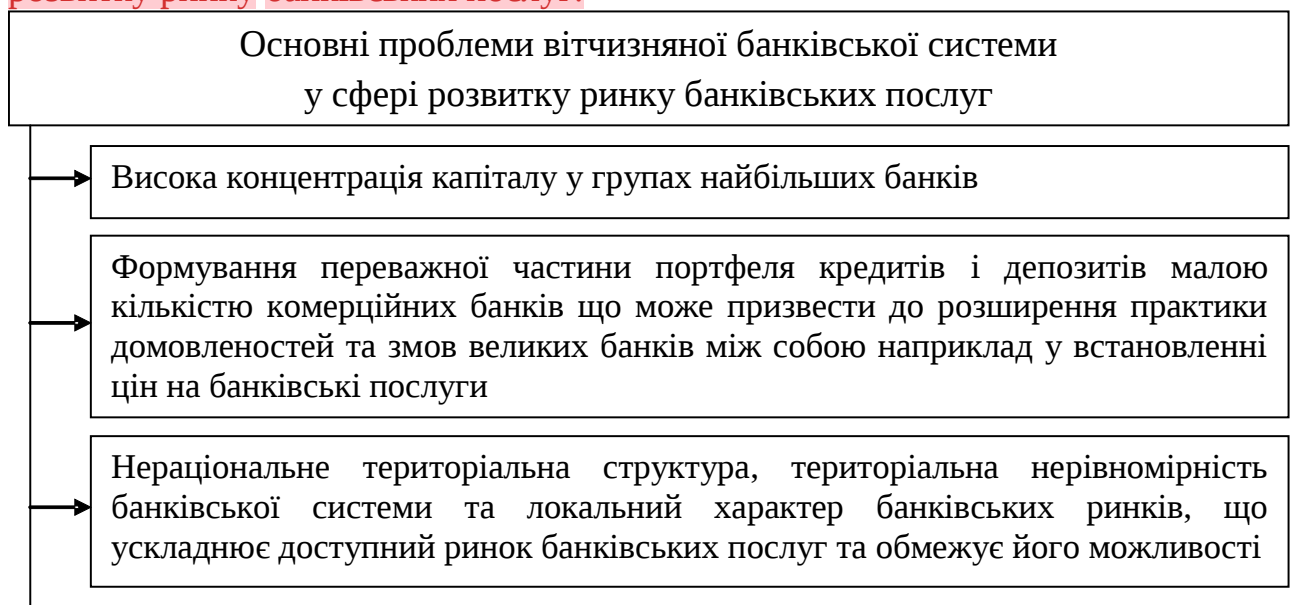 розвитку ринку банківських послуг.
Основні проблеми вітчизняної банківської системи
у сфері розвитку ринку банківських послуг
Висока концентрація капіталу у групах найбільших банків
Формування переважної частини портфеля кредитів і депозитів малою
кількістю комерційних банків що може призвести до розширення практики
домовленостей та змов великих банків між собою наприклад у встановленні
цін на банківські послуги
Нераціональне територіальна структура, територіальна нерівномірність
банківської системи та локальний характер банківських ринків, що
ускладнює доступний ринок банківських послуг та обмежує його можливості